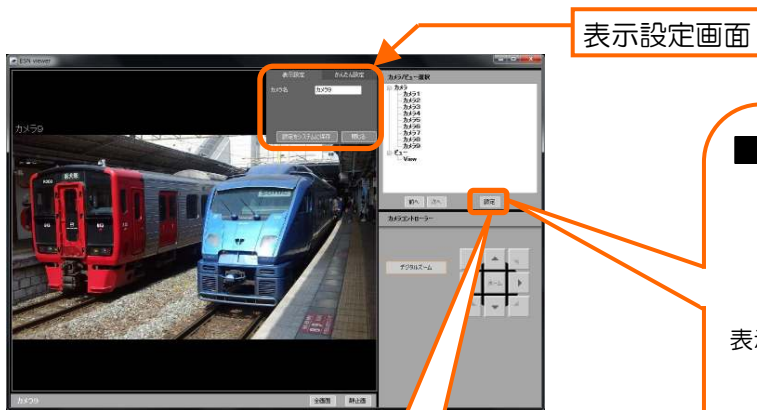 表示設定画面
ESN viewer
表示設定 かんたん設定
カメラ名 カメラ9
設定をシステムに保存 閉じる
カメラ9
カメラ/ビュー選択
カメラ
カメラ1
カメラ2
カメラ3
カメラ4
カメラ5
カメラ6
カメラ7
カメラ8
カメラ9
ビュー
View
前へ 次へ 設定
カメラコントローラー
デジタルズーム
ホーム
カメラ9 全画面 静止画
表